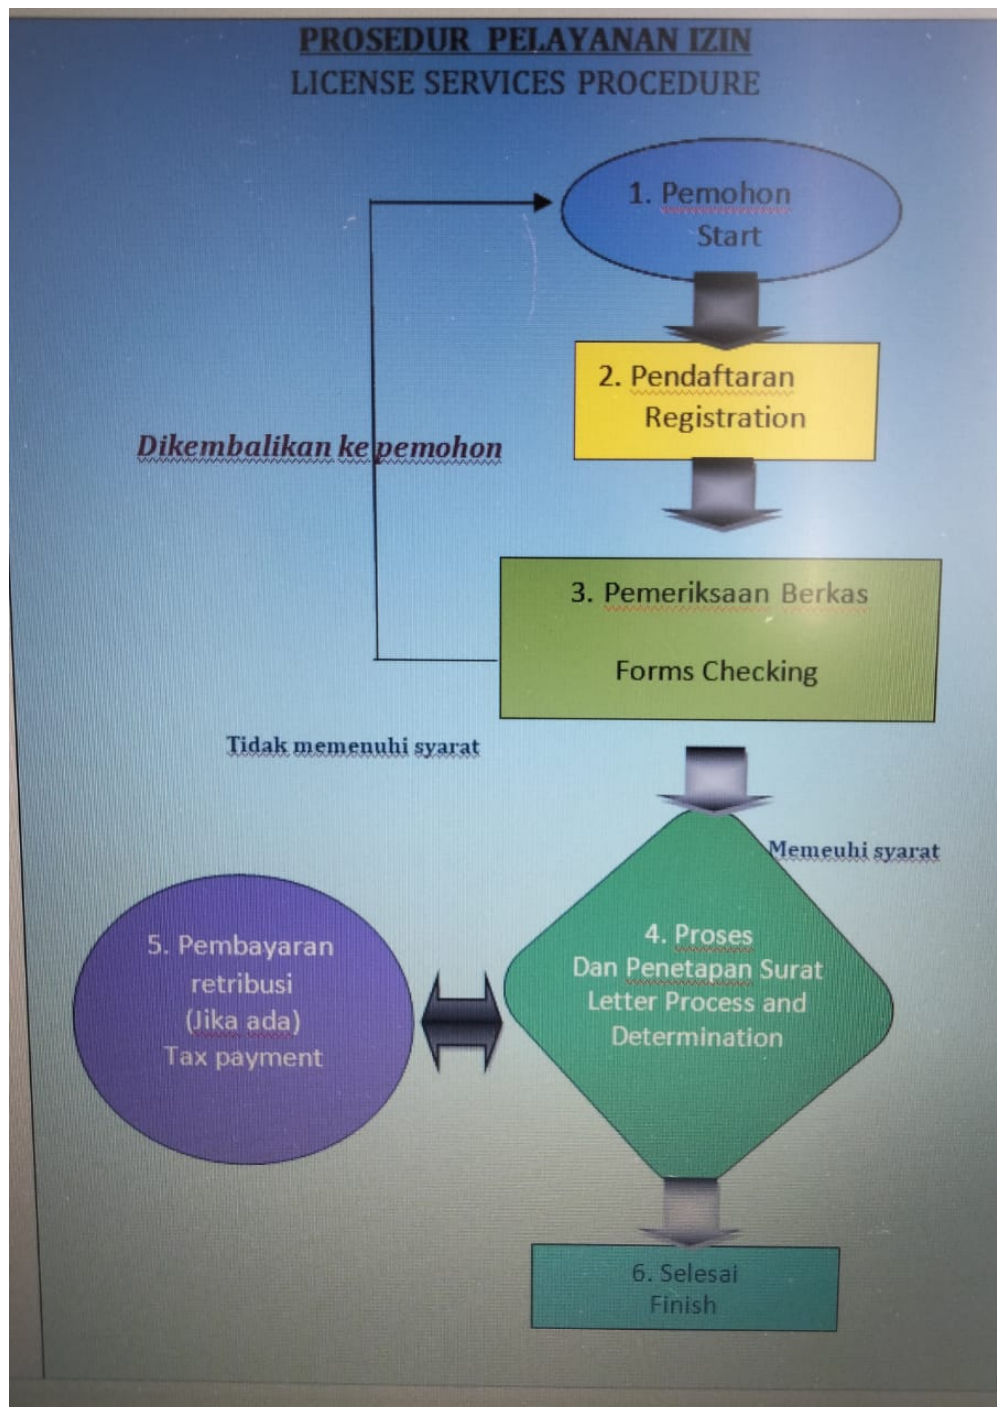 PROSEDUR PELAYANAN IZIN
LICENSE SERVICES PROCEDURE
1. Pemohon
Start
2. Pendaftaran
Registration
Dikembalikan ke pemohon
3. Pemeriksaan Berkas
Forms Checking
Tidak memenuhi syarat
Memeuhi syarat
4. Proses
Dan Penetapan Surat
Letter Process and
Determination
5. Pembayaran
retribusi
(Jika ada)
Tax payment
6. Selesai
Finish